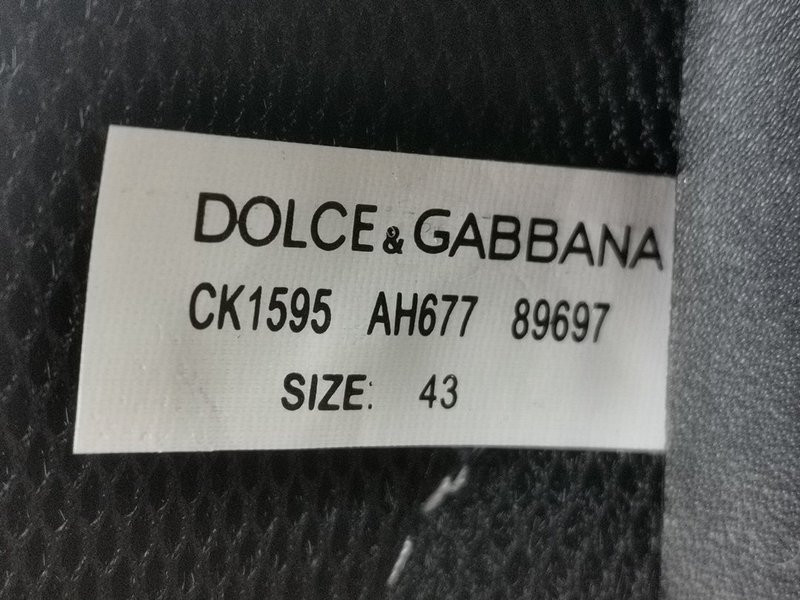 DOLCE & GABBANA
CK1595 AH677 89697
SIZE: 43